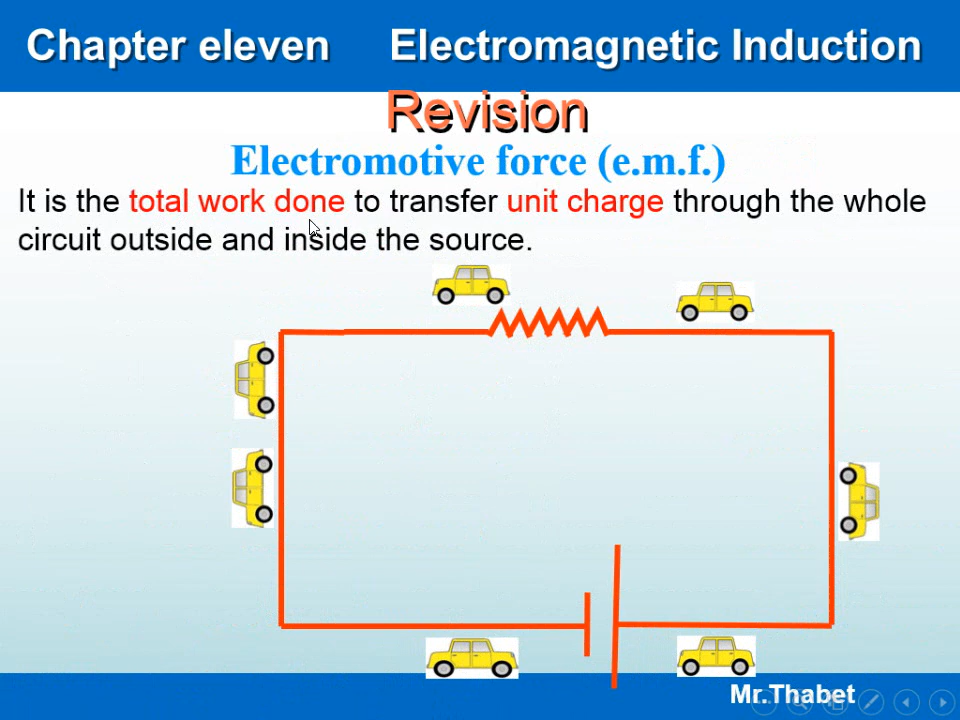 Chapter eleven Electromagnetic Induction
Revision
Electromotive force (e.m.f.)
It is the total work done to transfer unit charge through the whole
circuit outside and inside the source.
Mr.Thabet